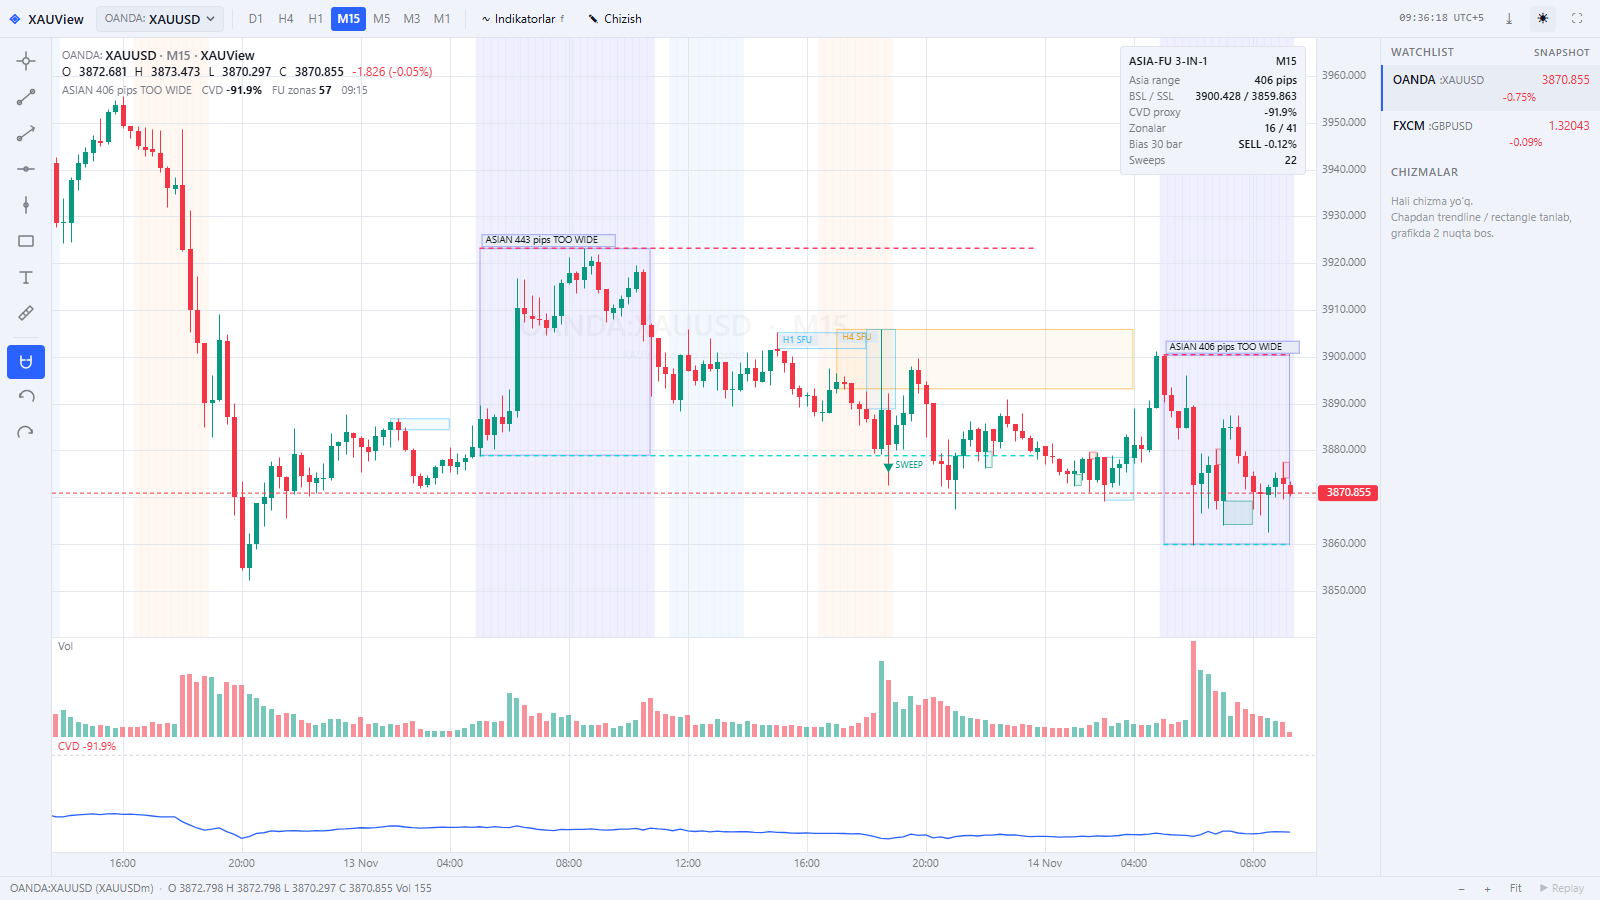 XAUView
OANDA: XAUUSD
D1 H4 H1 M15 M5 M3 M1
Indikatorlar f
Chizish
09:36:18 UTC+5
OANDA: XAUUSD · M15 · XAUView
O 3872.681 H 3873.473 L 3870.297 C 3870.855 -1.826 (-0.05%)
ASIAN 406 pips TOO WIDE CVD -91.9% FU zonas 57 09:15
ASIA-FU 3-IN-1 M15
Asia range 406 pips
BSL / SSL 3900.428 / 3859.863
CVD proxy -91.9%
Zonalar 16 / 41
Bias 30 bar SELL -0.12%
Sweeps 22
WATCHLIST SNAPSHOT
OANDA :XAUUSD 3870.855
-0.75%
FXCM :GBPUSD 1.32043
-0.09%
CHIZMALAR
Hali chizma yo'q.
Chapdan trendline / rectangle tanlab,
grafikda 2 nuqta bos.
3960.000
3950.000
3940.000
3930.000
3920.000
3910.000
3900.000
3890.000
3880.000
3870.855
3860.000
3850.000
ASIAN 443 pips TOO WIDE
OANDA:XAUUSD · M15
H1 SFU
H4 SFU
ASIAN 406 pips TOO WIDE
SWEEP
Vol
CVD -91.9%
16:00 20:00 13 Nov 04:00 08:00 12:00 16:00 20:00 14 Nov 04:00 08:00
OANDA:XAUUSD (XAUUSDm) · O 3872.798 H 3872.798 L 3870.297 C 3870.855 Vol 155
− + Fit Replay